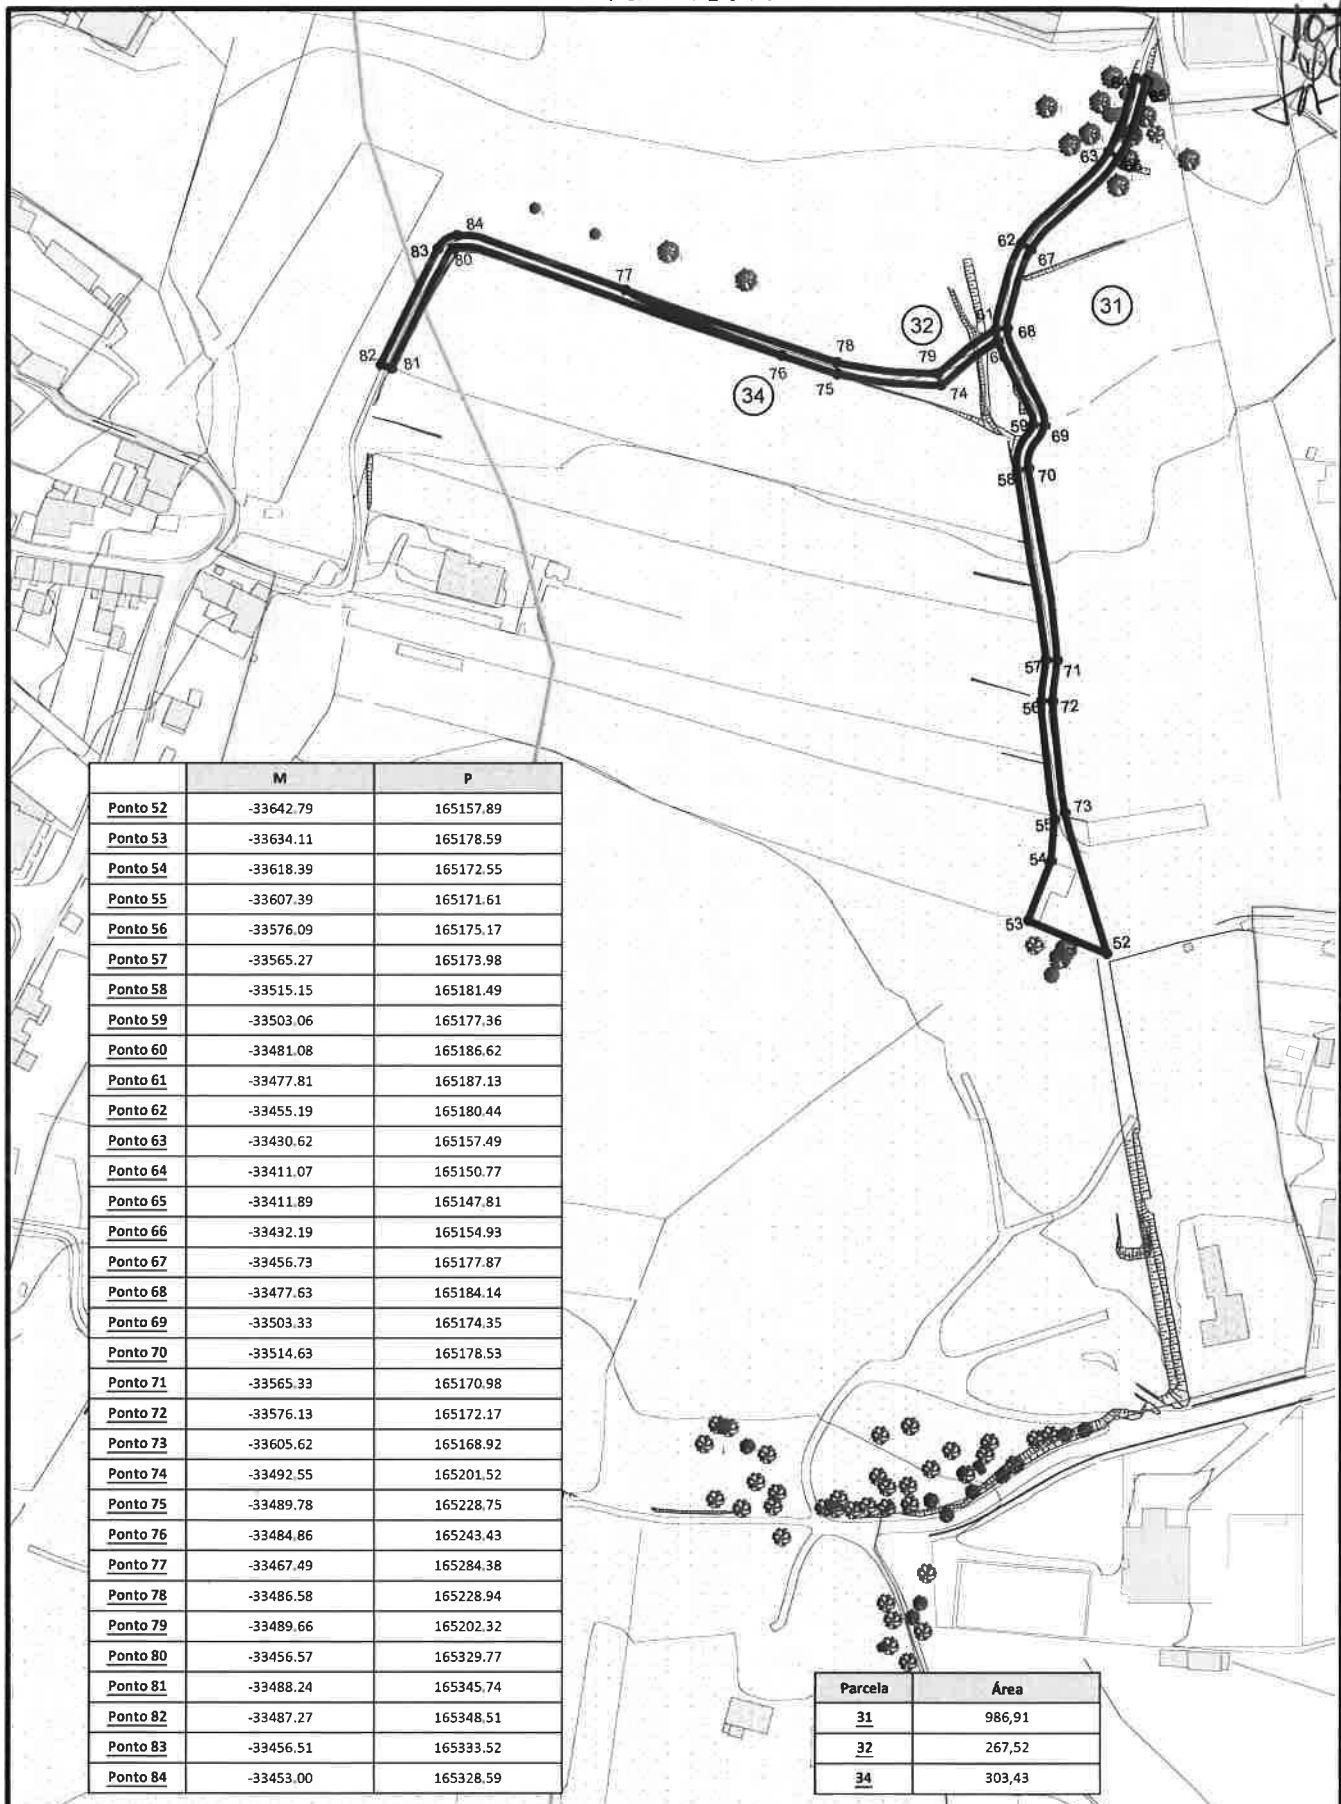 84
83
80
77
82
81
78
79
76
75
74
34
32
31
63
62
67
61
68
59
69
58
70
57
71
56
72
73
55
54
53
52
M P
Ponto 52 -33642.79 165157.89
Ponto 53 -33634.11 165178.59
Ponto 54 -33618.39 165172.55
Ponto 55 -33607.39 165171.61
Ponto 56 -33576.09 165175.17
Ponto 57 -33565.27 165173.98
Ponto 58 -33515.15 165181.49
Ponto 59 -33503.06 165177.36
Ponto 60 -33481.08 165186.62
Ponto 61 -33477.81 165187.13
Ponto 62 -33455.19 165180.44
Ponto 63 -33430.62 165157.49
Ponto 64 -33411.07 165150.77
Ponto 65 -33411.89 165147.81
Ponto 66 -33432.19 165154.93
Ponto 67 -33456.73 165177.87
Ponto 68 -33477.63 165184.14
Ponto 69 -33503.33 165174.35
Ponto 70 -33514.63 165178.53
Ponto 71 -33565.33 165170.98
Ponto 72 -33576.13 165172.17
Ponto 73 -33605.62 165168.92
Ponto 74 -33492.55 165201.52
Ponto 75 -33489.78 165228.75
Ponto 76 -33484.86 165243.43
Ponto 77 -33467.49 165284.38
Ponto 78 -33486.58 165228.94
Ponto 79 -33489.66 165202.32
Ponto 80 -33456.57 165329.77
Ponto 81 -33488.24 165345.74
Ponto 82 -33487.27 165348.51
Ponto 83 -33456.51 165333.52
Ponto 84 -33453.00 165328.59
Parcela Área
31 986,91
32 267,52
34 303,43